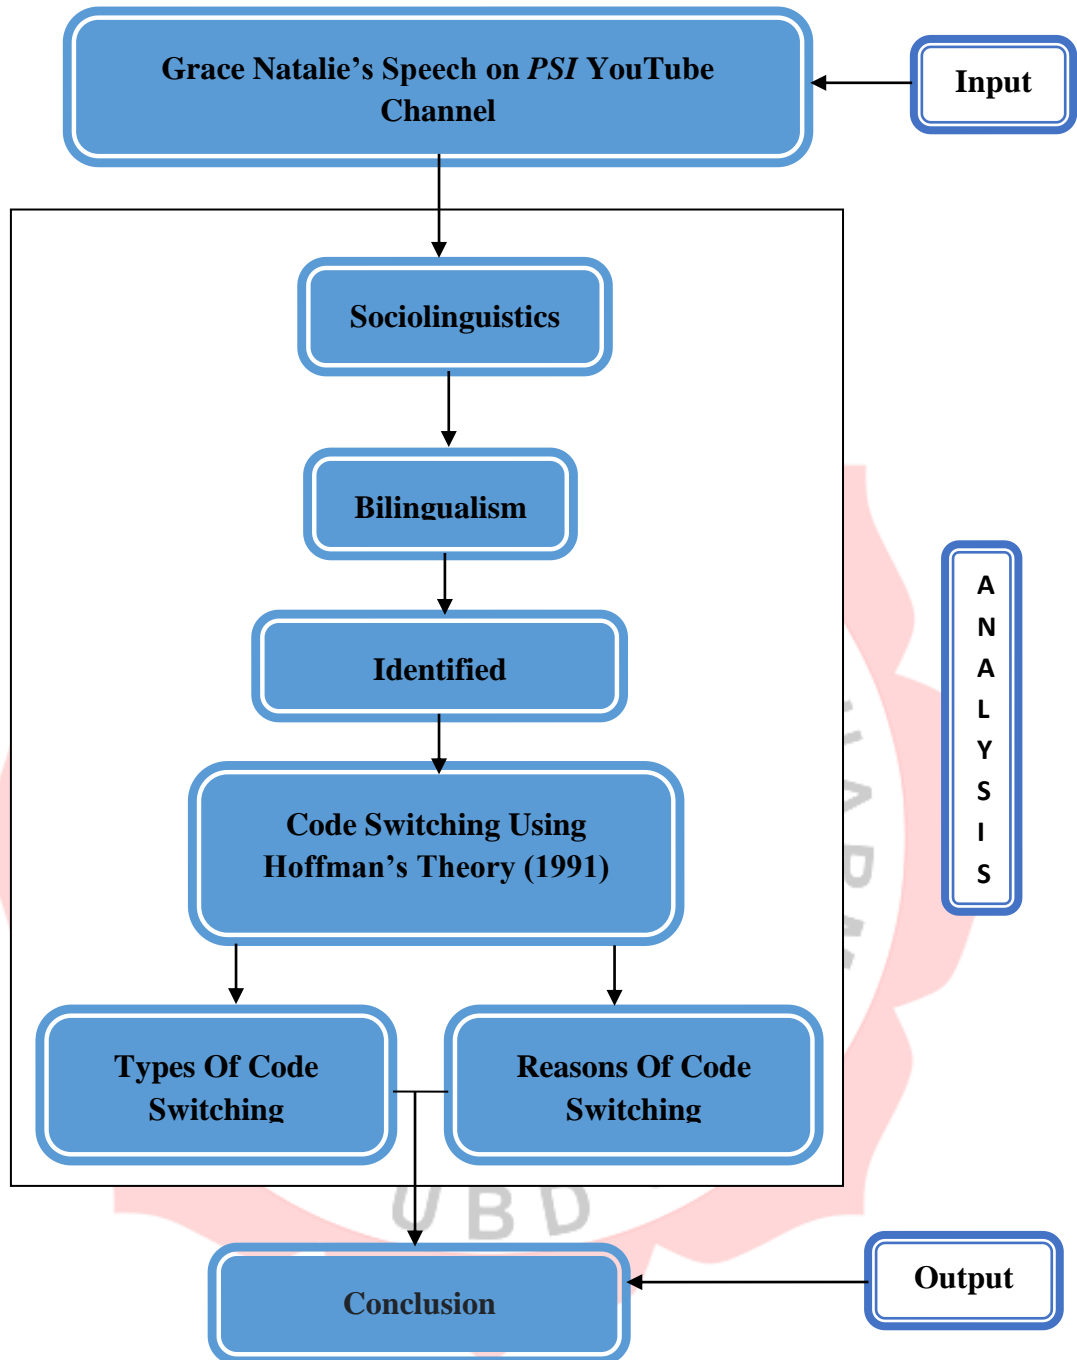 Grace Natalie’s Speech on PSI YouTube
Channel
Input
Sociolinguistics
Bilingualism
Identified
Code Switching Using
Hoffman’s Theory (1991)
A
N
A
L
Y
S
I
S
Types Of Code
Switching
Reasons Of Code
Switching
UBD
Conclusion
Output